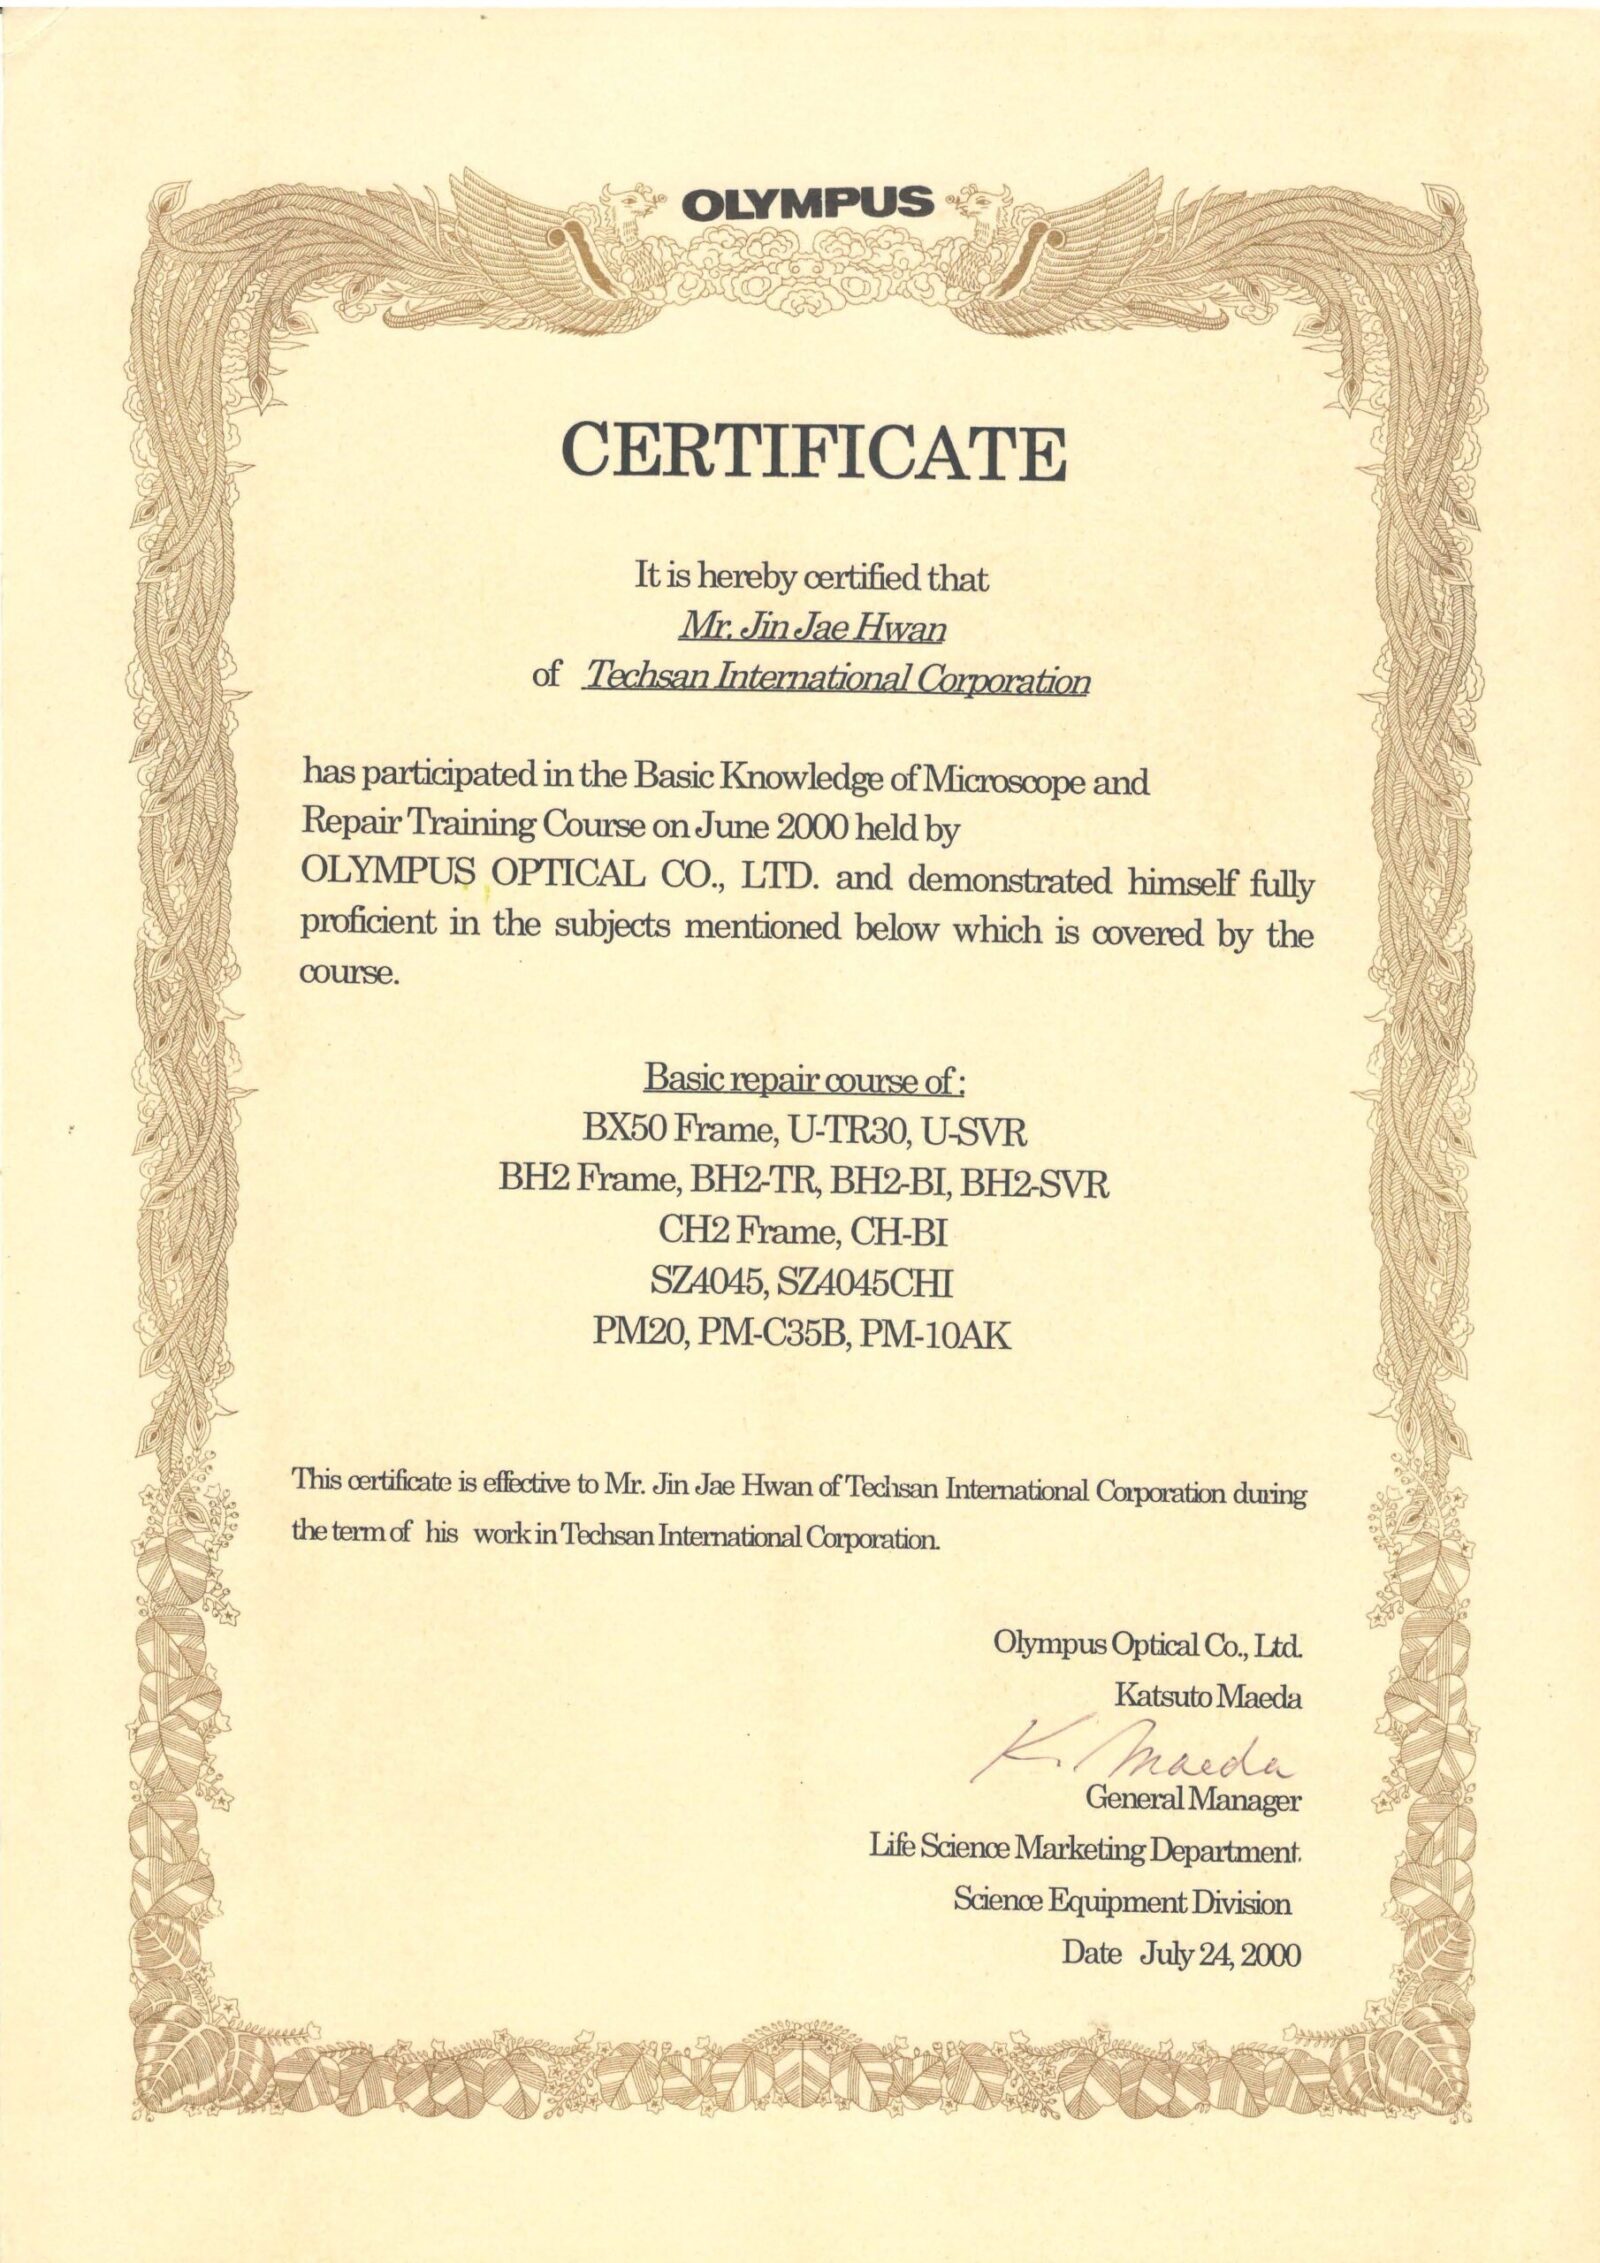 OLYMPUS
CERTIFICATE
It is hereby certified that
Mr. Jin Jae Hwan
of Techsan International Corporation
has participated in the Basic Knowledge of Microscope and
Repair Training Course on June 2000 held by
OLYMPUS OPTICAL CO., LTD. and demonstrated himself fully
proficient in the subjects mentioned below which is covered by the
course.
Basic repair course of :
BX50 Frame, U-TR30, U-SVR
BH2 Frame, BH2-TR, BH2-BI, BH2-SVR
CH2 Frame, CH-BI
SZ4045, SZ4045CHI
PM20, PM-C35B, PM-10AK
This certificate is effective to Mr. Jin Jae Hwan of Techsan International Corporation during
the term of his work in Techsan International Corporation.
Olympus Optical Co., Ltd.
Katsuto Maeda
K. Maeda
General Manager
Life Science Marketing Department.
Science Equipment Division
Date July 24, 2000